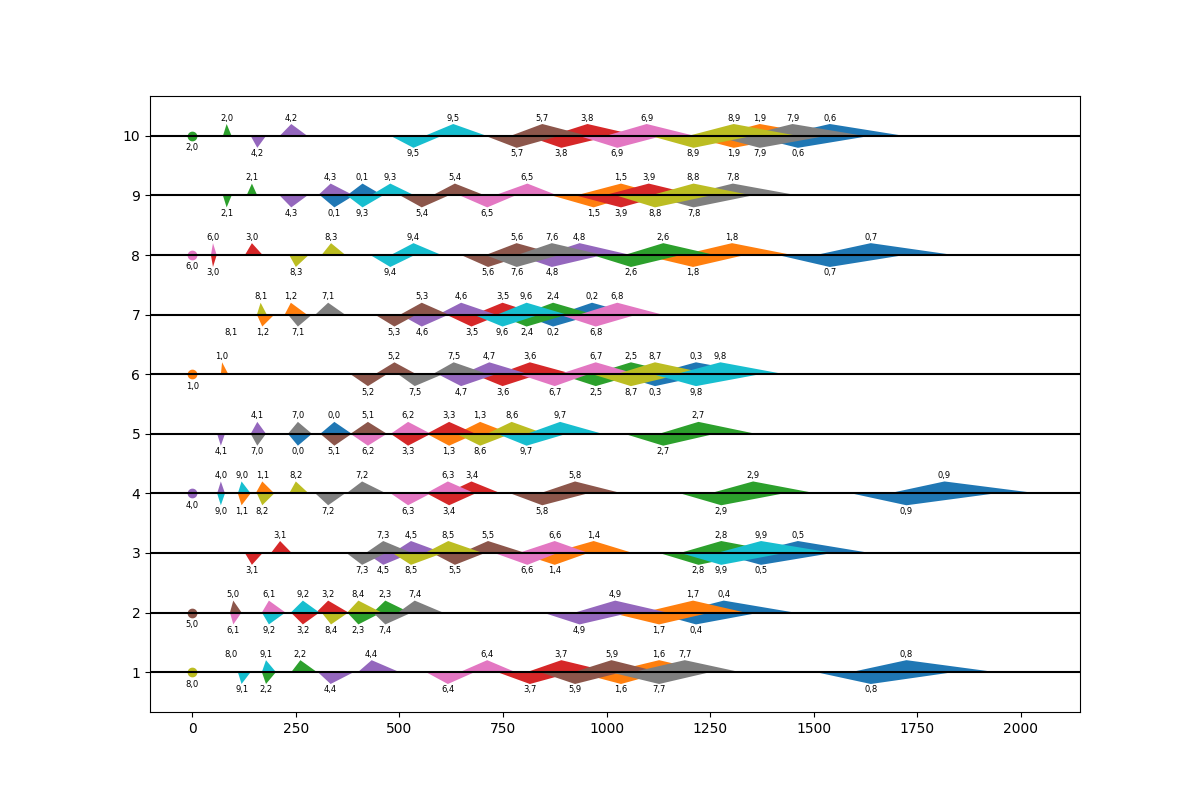 2,0 4,2 9,5 5,7 3,8 6,9 8,9 1,9 7,9 0,6
10
2,0 4,2 9,5 5,7 3,8 6,9 8,9 1,9 7,9 0,6
2,1 4,3 0,1 9,3 5,4 6,5 1,5 3,9 8,8 7,8
9
2,1 4,3 0,1 9,3 5,4 6,5 1,5 3,9 8,8 7,8
6,0 3,0 8,3 9,4 5,6 7,6 4,8 2,6 1,8 0,7
8
6,0 3,0 8,3 9,4 5,6 7,6 4,8 2,6 1,8 0,7
8,1 1,2 7,1 5,3 4,6 3,5 9,6 2,4 0,2 6,8
7
8,1 1,2 7,1 5,3 4,6 3,5 9,6 2,4 0,2 6,8
1,0 5,2 7,5 4,7 3,6 6,7 2,5 8,7 0,3 9,8
6
1,0 5,2 7,5 4,7 3,6 6,7 2,5 8,7 0,3 9,8
4,1 7,0 0,0 5,1 6,2 3,3 1,3 8,6 9,7 2,7
5
4,1 7,0 0,0 5,1 6,2 3,3 1,3 8,6 9,7 2,7
4,0 9,0 1,1 8,2 7,2 6,3 3,4 5,8 2,9 0,9
4
4,0 9,0 1,1 8,2 7,2 6,3 3,4 5,8 2,9 0,9
3,1 7,3 4,5 8,5 5,5 6,6 1,4 2,8 9,9 0,5
3
3,1 7,3 4,5 8,5 5,5 6,6 1,4 2,8 9,9 0,5
5,0 6,1 9,2 3,2 8,4 2,3 7,4 4,9 1,7 0,4
2
5,0 6,1 9,2 3,2 8,4 2,3 7,4 4,9 1,7 0,4
8,0 9,1 2,2 4,4 6,4 3,7 5,9 1,6 7,7 0,8
1
8,0 9,1 2,2 4,4 6,4 3,7 5,9 1,6 7,7 0,8
0 250 500 750 1000 1250 1500 1750 2000